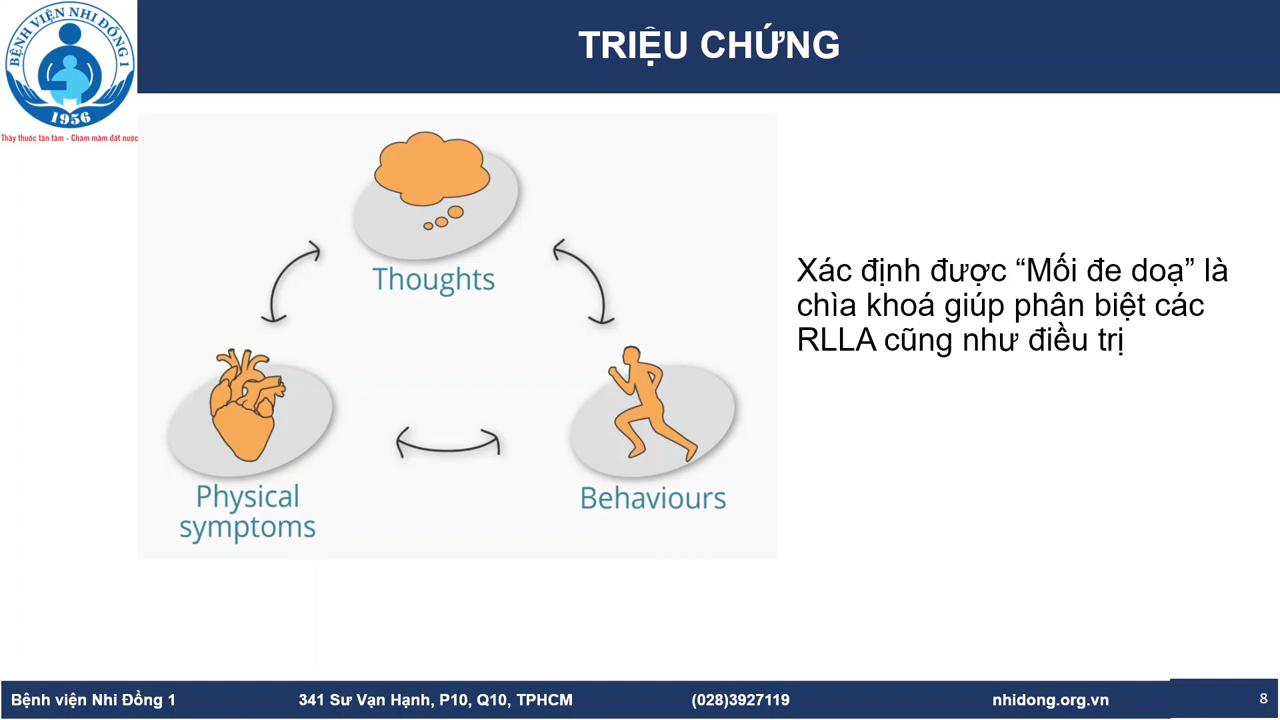 BỆNH VIỆN NHI ĐỒNG 1
1956
Thầy thuốc tận tâm - Chăm mầm đất nước
TRIỆU CHỨNG
Thoughts
Physical
symptoms
Behaviours
Xác định được “Mối đe doạ” là
chìa khoá giúp phân biệt các
RLLA cũng như điều trị
Bệnh viện Nhi Đồng 1
341 Sư Vạn Hạnh, P10, Q10, TPHCM
(028)3927119
nhidong.org.vn
8